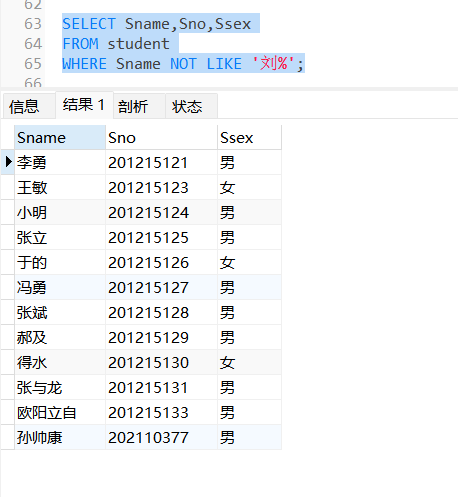 62
63 SELECT Sname,Sno,Ssex
64 FROM student
65 WHERE Sname NOT LIKE '刘%';
66
信息 结果 1 剖析 状态
Sname Sno Ssex
李勇 201215121 男
王敏 201215123 女
小明 201215124 男
张立 201215125 男
于的 201215126 女
冯勇 201215127 男
张斌 201215128 男
郝及 201215129 男
得水 201215130 女
张与龙 201215131 男
欧阳立自 201215133 男
孙帅康 202110377 男